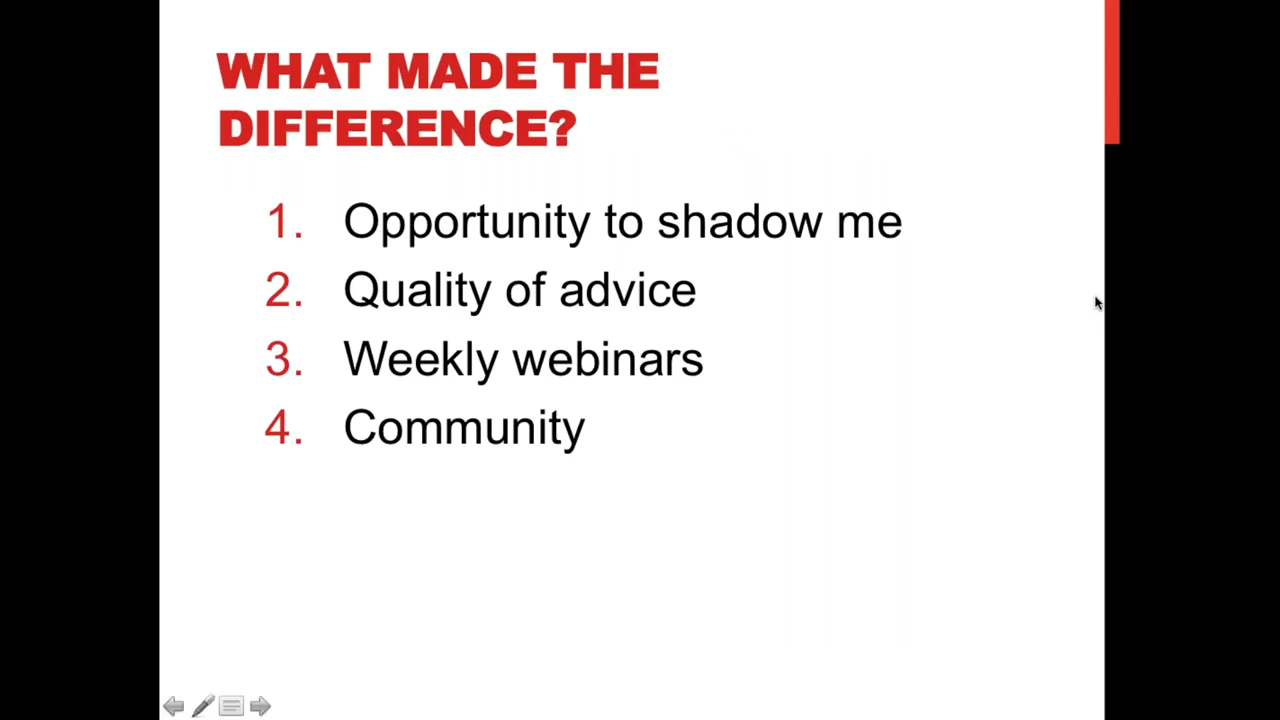 WHAT MADE THE
DIFFERENCE?
1. Opportunity to shadow me
2. Quality of advice
3. Weekly webinars
4. Community